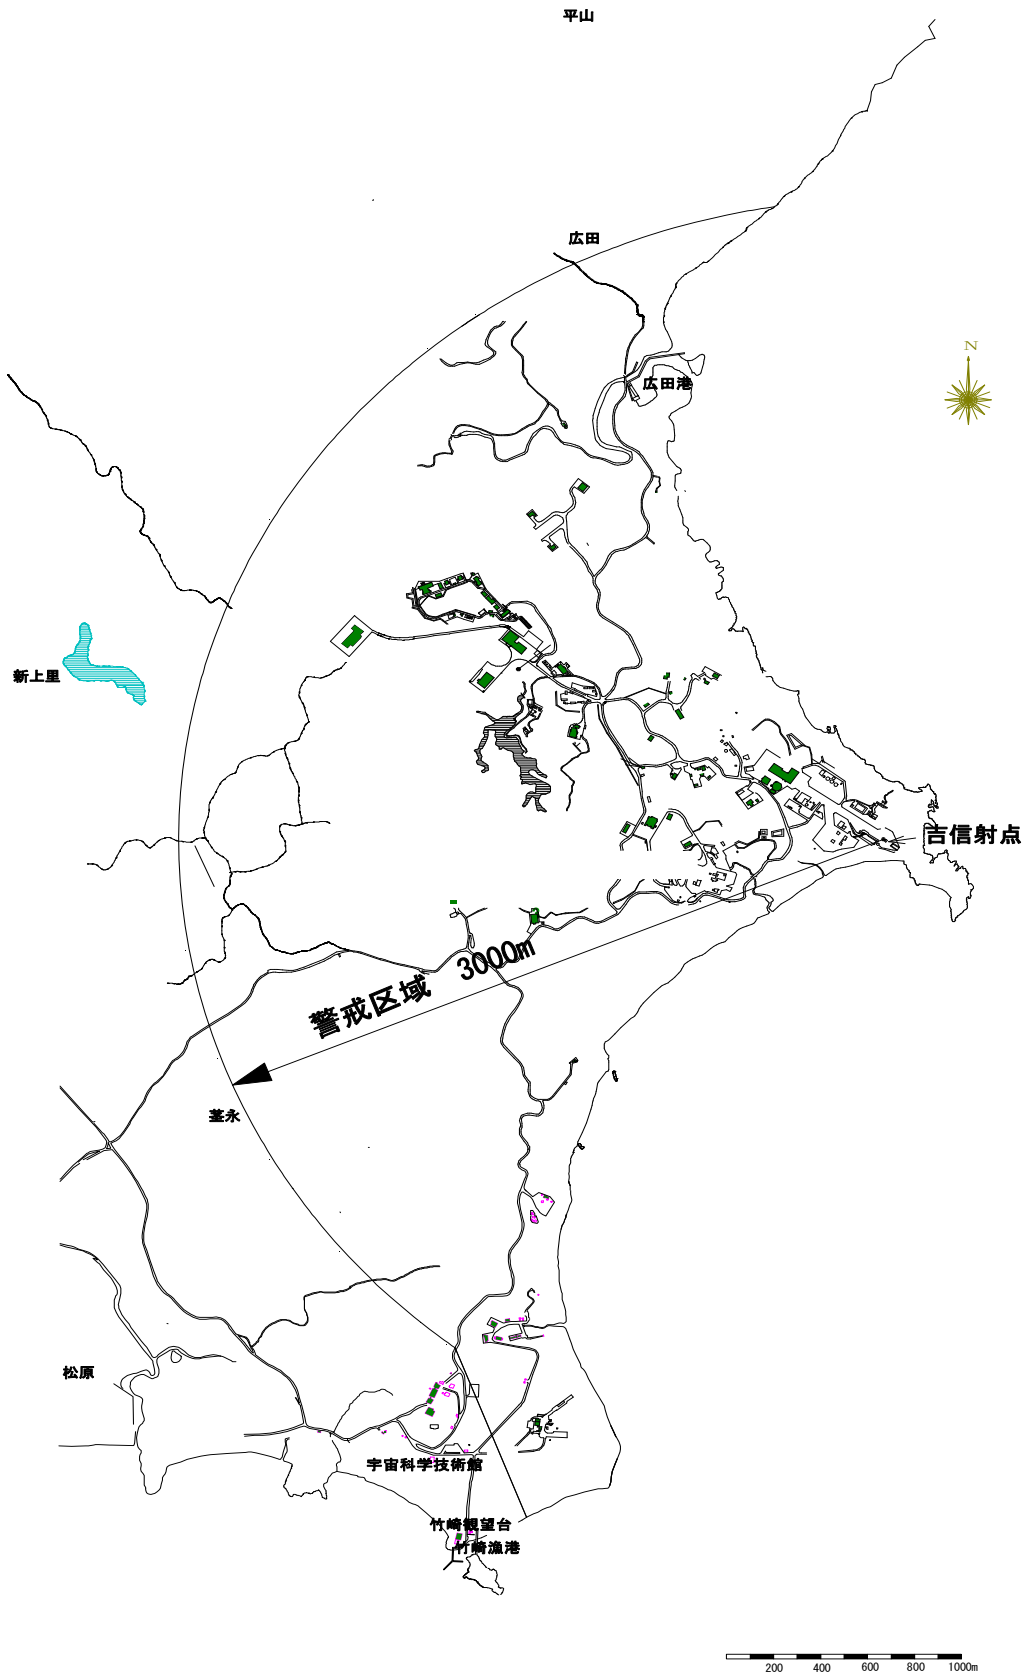 平山
広田
N
広田港
新上里
吉信射点
警戒区域 3000m
茎永
松原
宇宙科学技術館
竹崎観望台
竹崎漁港
200 400 600 800 1000m